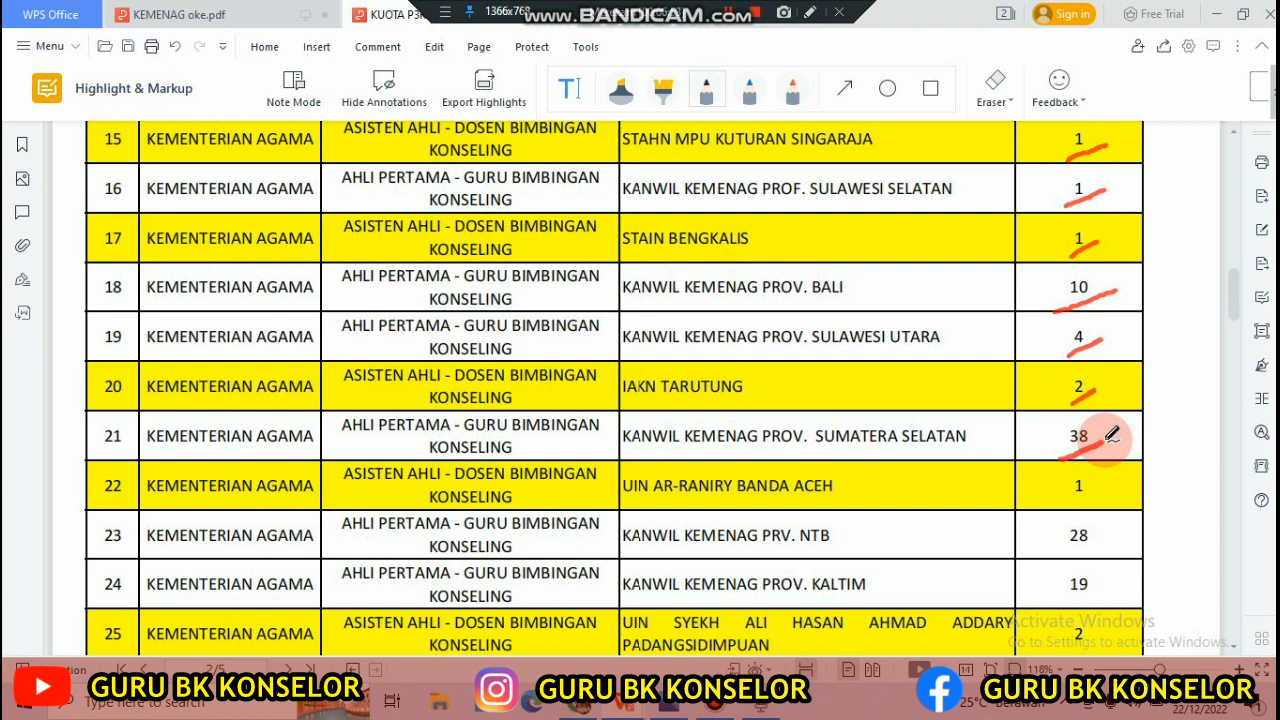 WPS Office
KEMENAG oke.pdf
KUOTA P3K
1366x768
www.BANDICAM.com
2
Sign in
Free Trial
Menu
Home
Insert
Comment
Edit
Page
Protect
Tools
Highlight & Markup
Note Mode
Hide Annotations
Export Highlights
T
Eraser
Feedback
15 KEMENTERIAN AGAMA ASISTEN AHLI - DOSEN BIMBINGAN KONSELING STAHN MPU KUTURAN SINGARAJA 1
16 KEMENTERIAN AGAMA AHLI PERTAMA - GURU BIMBINGAN KONSELING KANWIL KEMENAG PROF. SULAWESI SELATAN 1
17 KEMENTERIAN AGAMA ASISTEN AHLI - DOSEN BIMBINGAN KONSELING STAIN BENGKALIS 1
18 KEMENTERIAN AGAMA AHLI PERTAMA - GURU BIMBINGAN KONSELING KANWIL KEMENAG PROV. BALI 10
19 KEMENTERIAN AGAMA AHLI PERTAMA - GURU BIMBINGAN KONSELING KANWIL KEMENAG PROV. SULAWESI UTARA 4
20 KEMENTERIAN AGAMA ASISTEN AHLI - DOSEN BIMBINGAN KONSELING IAKN TARUTUNG 2
21 KEMENTERIAN AGAMA AHLI PERTAMA - GURU BIMBINGAN KONSELING KANWIL KEMENAG PROV. SUMATERA SELATAN 38
22 KEMENTERIAN AGAMA ASISTEN AHLI - DOSEN BIMBINGAN KONSELING UIN AR-RANIRY BANDA ACEH 1
23 KEMENTERIAN AGAMA AHLI PERTAMA - GURU BIMBINGAN KONSELING KANWIL KEMENAG PRV. NTB 28
24 KEMENTERIAN AGAMA AHLI PERTAMA - GURU BIMBINGAN KONSELING KANWIL KEMENAG PROV. KALTIM 19
25 KEMENTERIAN AGAMA ASISTEN AHLI - DOSEN BIMBINGAN KONSELING UIN SYEKH ALI HASAN AHMAD ADDARY PADANGSIDIMPUAN 2
Activate Windows
Go to Settings to activate Windows.
2/5
118%
GURU BK KONSELOR
GURU BK KONSELOR
GURU BK KONSELOR
Type here to search
25°C Berawan
22/12/2022